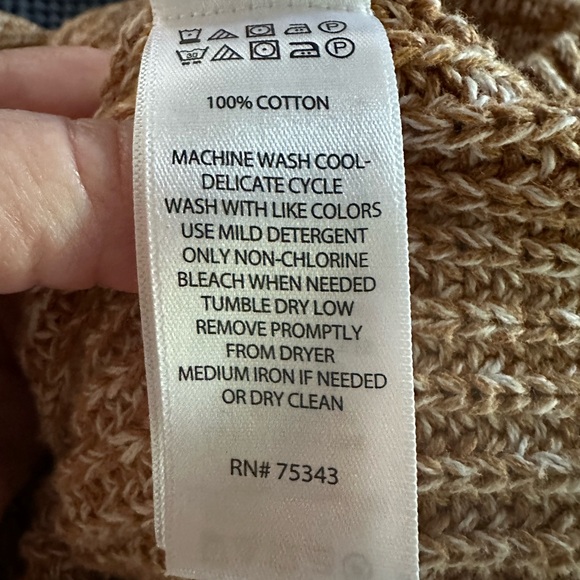 100% COTTON
MACHINE WASH COOL-
DELICATE CYCLE
WASH WITH LIKE COLORS
USE MILD DETERGENT
ONLY NON-CHLORINE
BLEACH WHEN NEEDED
TUMBLE DRY LOW
REMOVE PROMPTLY
FROM DRYER
MEDIUM IRON IF NEEDED
OR DRY CLEAN
RN# 75343